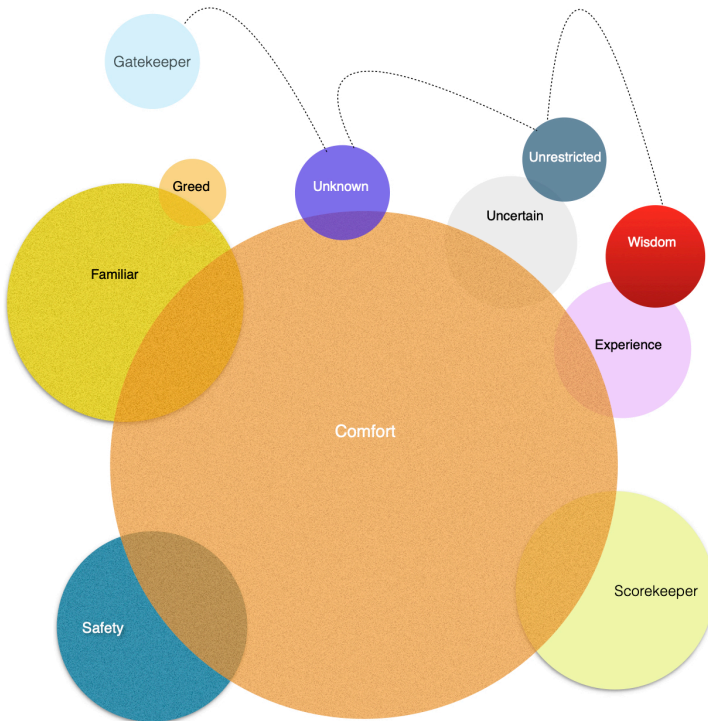 Gatekeeper
Unrestricted
Greed
Unknown
Uncertain
Wisdom
Familiar
Experience
Comfort
Scorekeeper
Safety